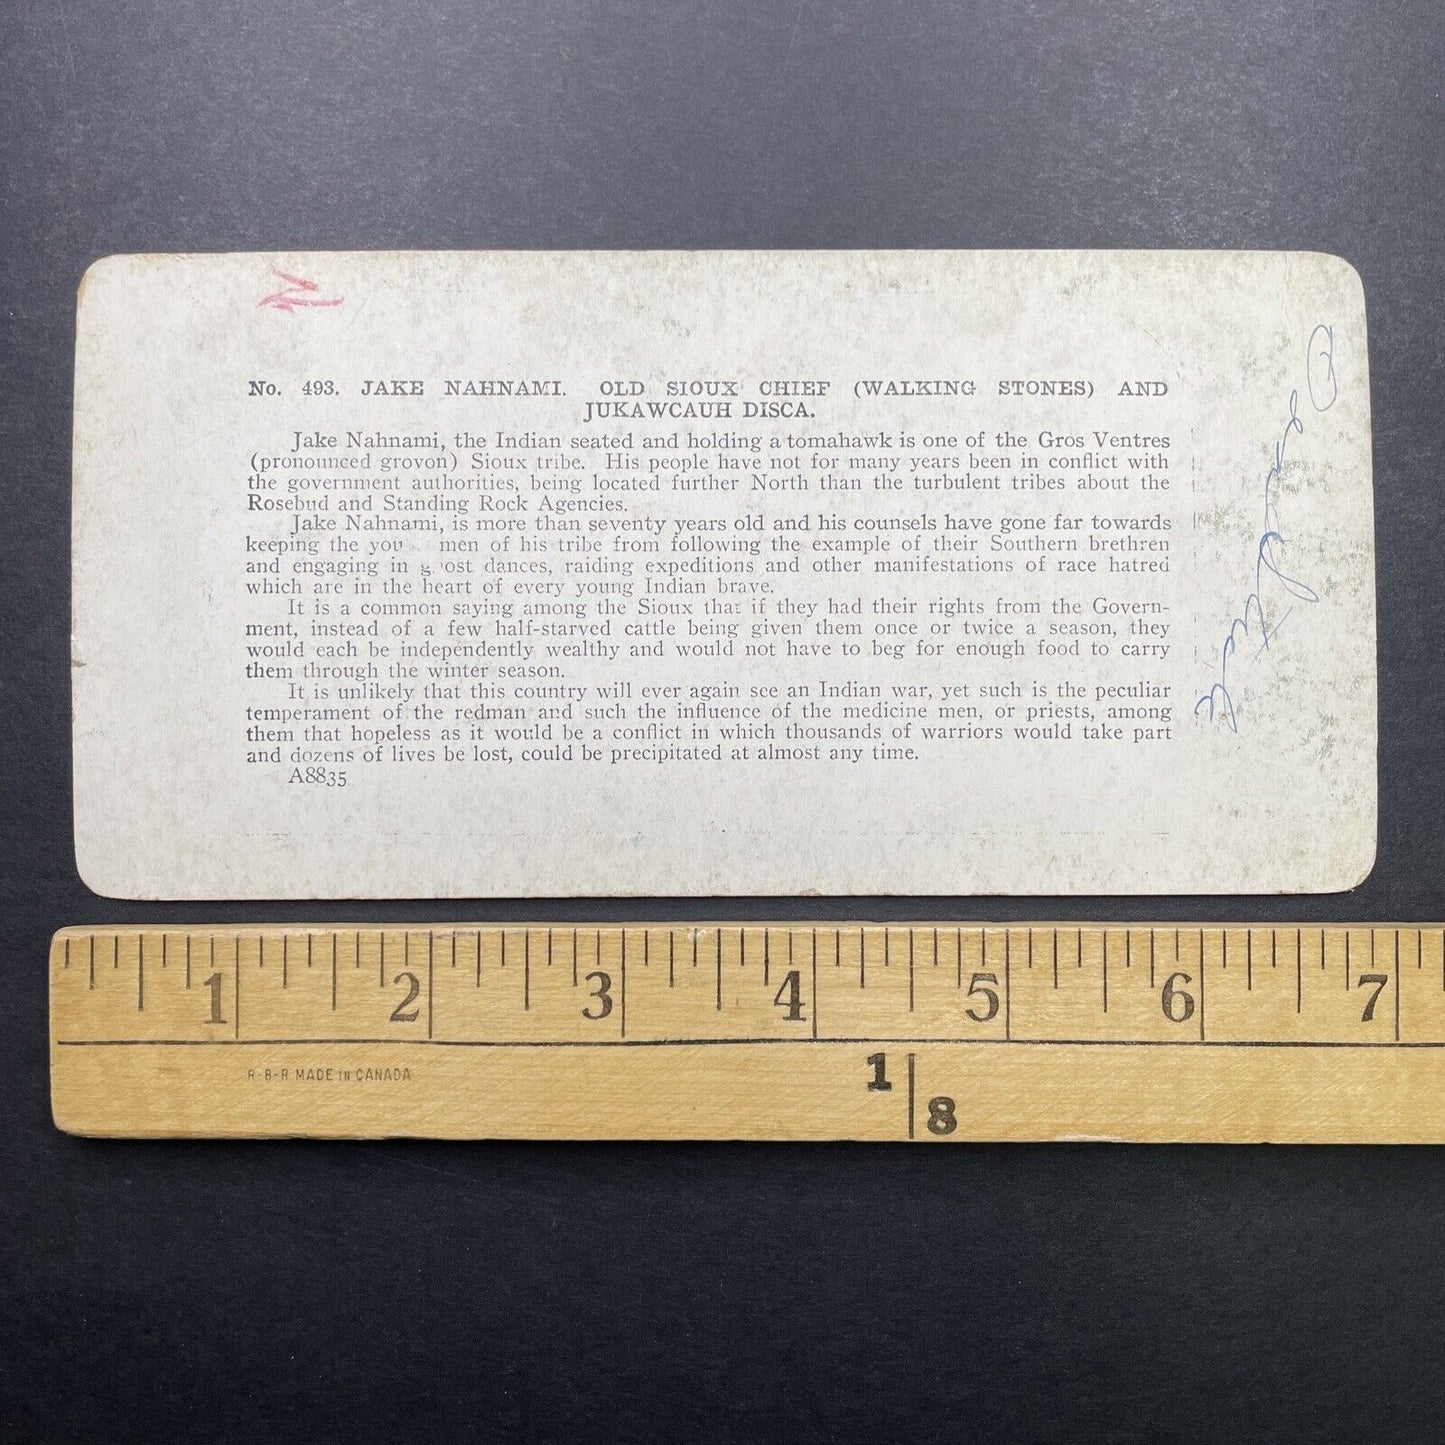 No. 493. JAKE NAHNAMI. OLD SIOUX CHIEF (WALKING STONES) AND
JUKAWCAUH DISCA.
Jake Nahnami, the Indian seated and holding a tomahawk is one of the Gros Ventres
(pronounced grovon) Sioux tribe. His people have not for many years been in conflict with
the government authorities, being located further North than the turbulent tribes about the
Rosebud and Standing Rock Agencies.
Jake Nahnami, is more than seventy years old and his counsels have gone far towards
keeping the you men of his tribe from following the example of their Southern brethren
and engaging in g ost dances, raiding expeditions and other manifestations of race hatred
which are in the heart of every young Indian brave.
It is a common saying among the Sioux that if they had their rights from the Govern-
ment, instead of a few half-starved cattle being given them once or twice a season, they
would each be independently wealthy and would not have to beg for enough food to carry
them through the winter season.
It is unlikely that this country will ever again see an Indian war, yet such is the peculiar
temperament of the redman and such the influence of the medicine men, or priests, among
them that hopeless as it would be a conflict in which thousands of warriors would take part
and dozens of lives be lost, could be precipitated at almost any time.
A8835
1 2 3 4 5 6 7
R-B-R MADE IN CANADA
1
8